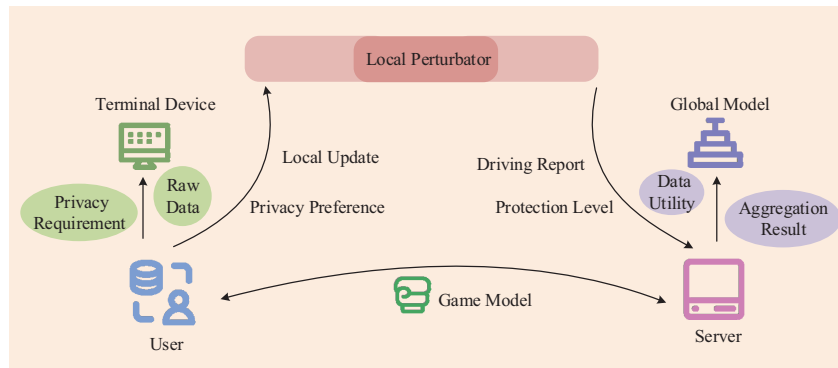 Local Perturbator
Terminal Device
Global Model
Local Update
Driving Report
Raw
Data
Data
Utility
Privacy
Requirement
Privacy Preference
Protection Level
Aggregation
Result
Game Model
User
Server